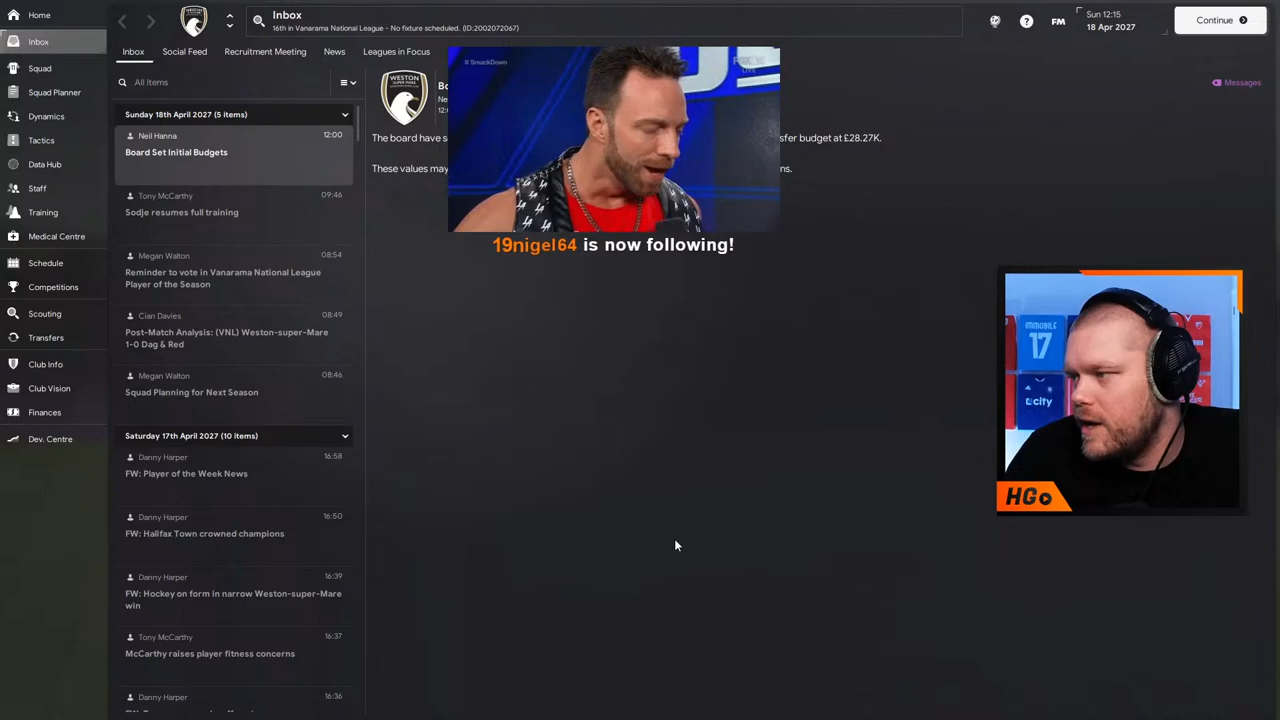 Home
Inbox
Squad
Squad Planner
Dynamics
Tactics
Data Hub
Staff
Training
Medical Centre
Schedule
Competitions
Scouting
Transfers
Club Info
Club Vision
Finances
Dev. Centre
Inbox
16th in Vanarama National League - No fixture scheduled. (ID:2002072067)
FM
Sun 12:15
18 Apr 2027
Continue
Inbox
Social Feed
Recruitment Meeting
News
Leagues in Focus
All Items
Sunday 18th April 2027 (5 items)
Neil Hanna
12:00
Board Set Initial Budgets
Tony McCarthy
09:46
Sodje resumes full training
Megan Walton
08:54
Reminder to vote in Vanarama National League
Player of the Season
Cian Davies
08:49
Post-Match Analysis: (VNL) Weston-super-Mare
1-0 Dag & Red
Megan Walton
08:46
Squad Planning for Next Season
Saturday 17th April 2027 (10 items)
Danny Harper
16:58
FW: Player of the Week News
Danny Harper
16:50
FW: Halifax Town crowned champions
Danny Harper
16:39
FW: Hockey on form in narrow Weston-super-Mare
win
Tony McCarthy
16:37
McCarthy raises player fitness concerns
Danny Harper
16:36
WESTON
SUPER MARE
Messages
The board have s
fer budget at £28.27K.
These values may
ns.
@SmackDown
LIVE
19nigel64 is now following!
IMMOBILE
17
city
HGO